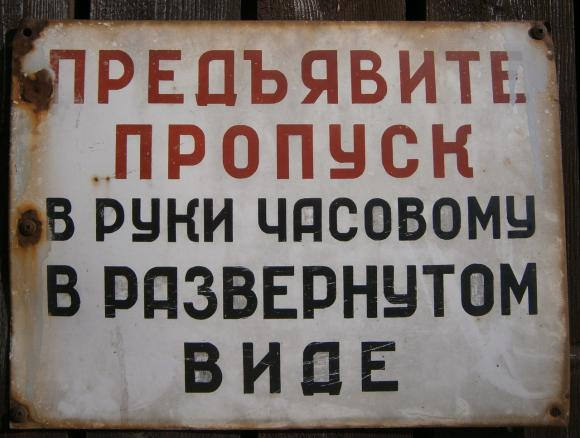 ПРЕДЪЯВИТЕ
ПРОПУСК
В РУКИ ЧАСОВОМУ
В РАЗВЕРНУТОМ
ВИДЕ